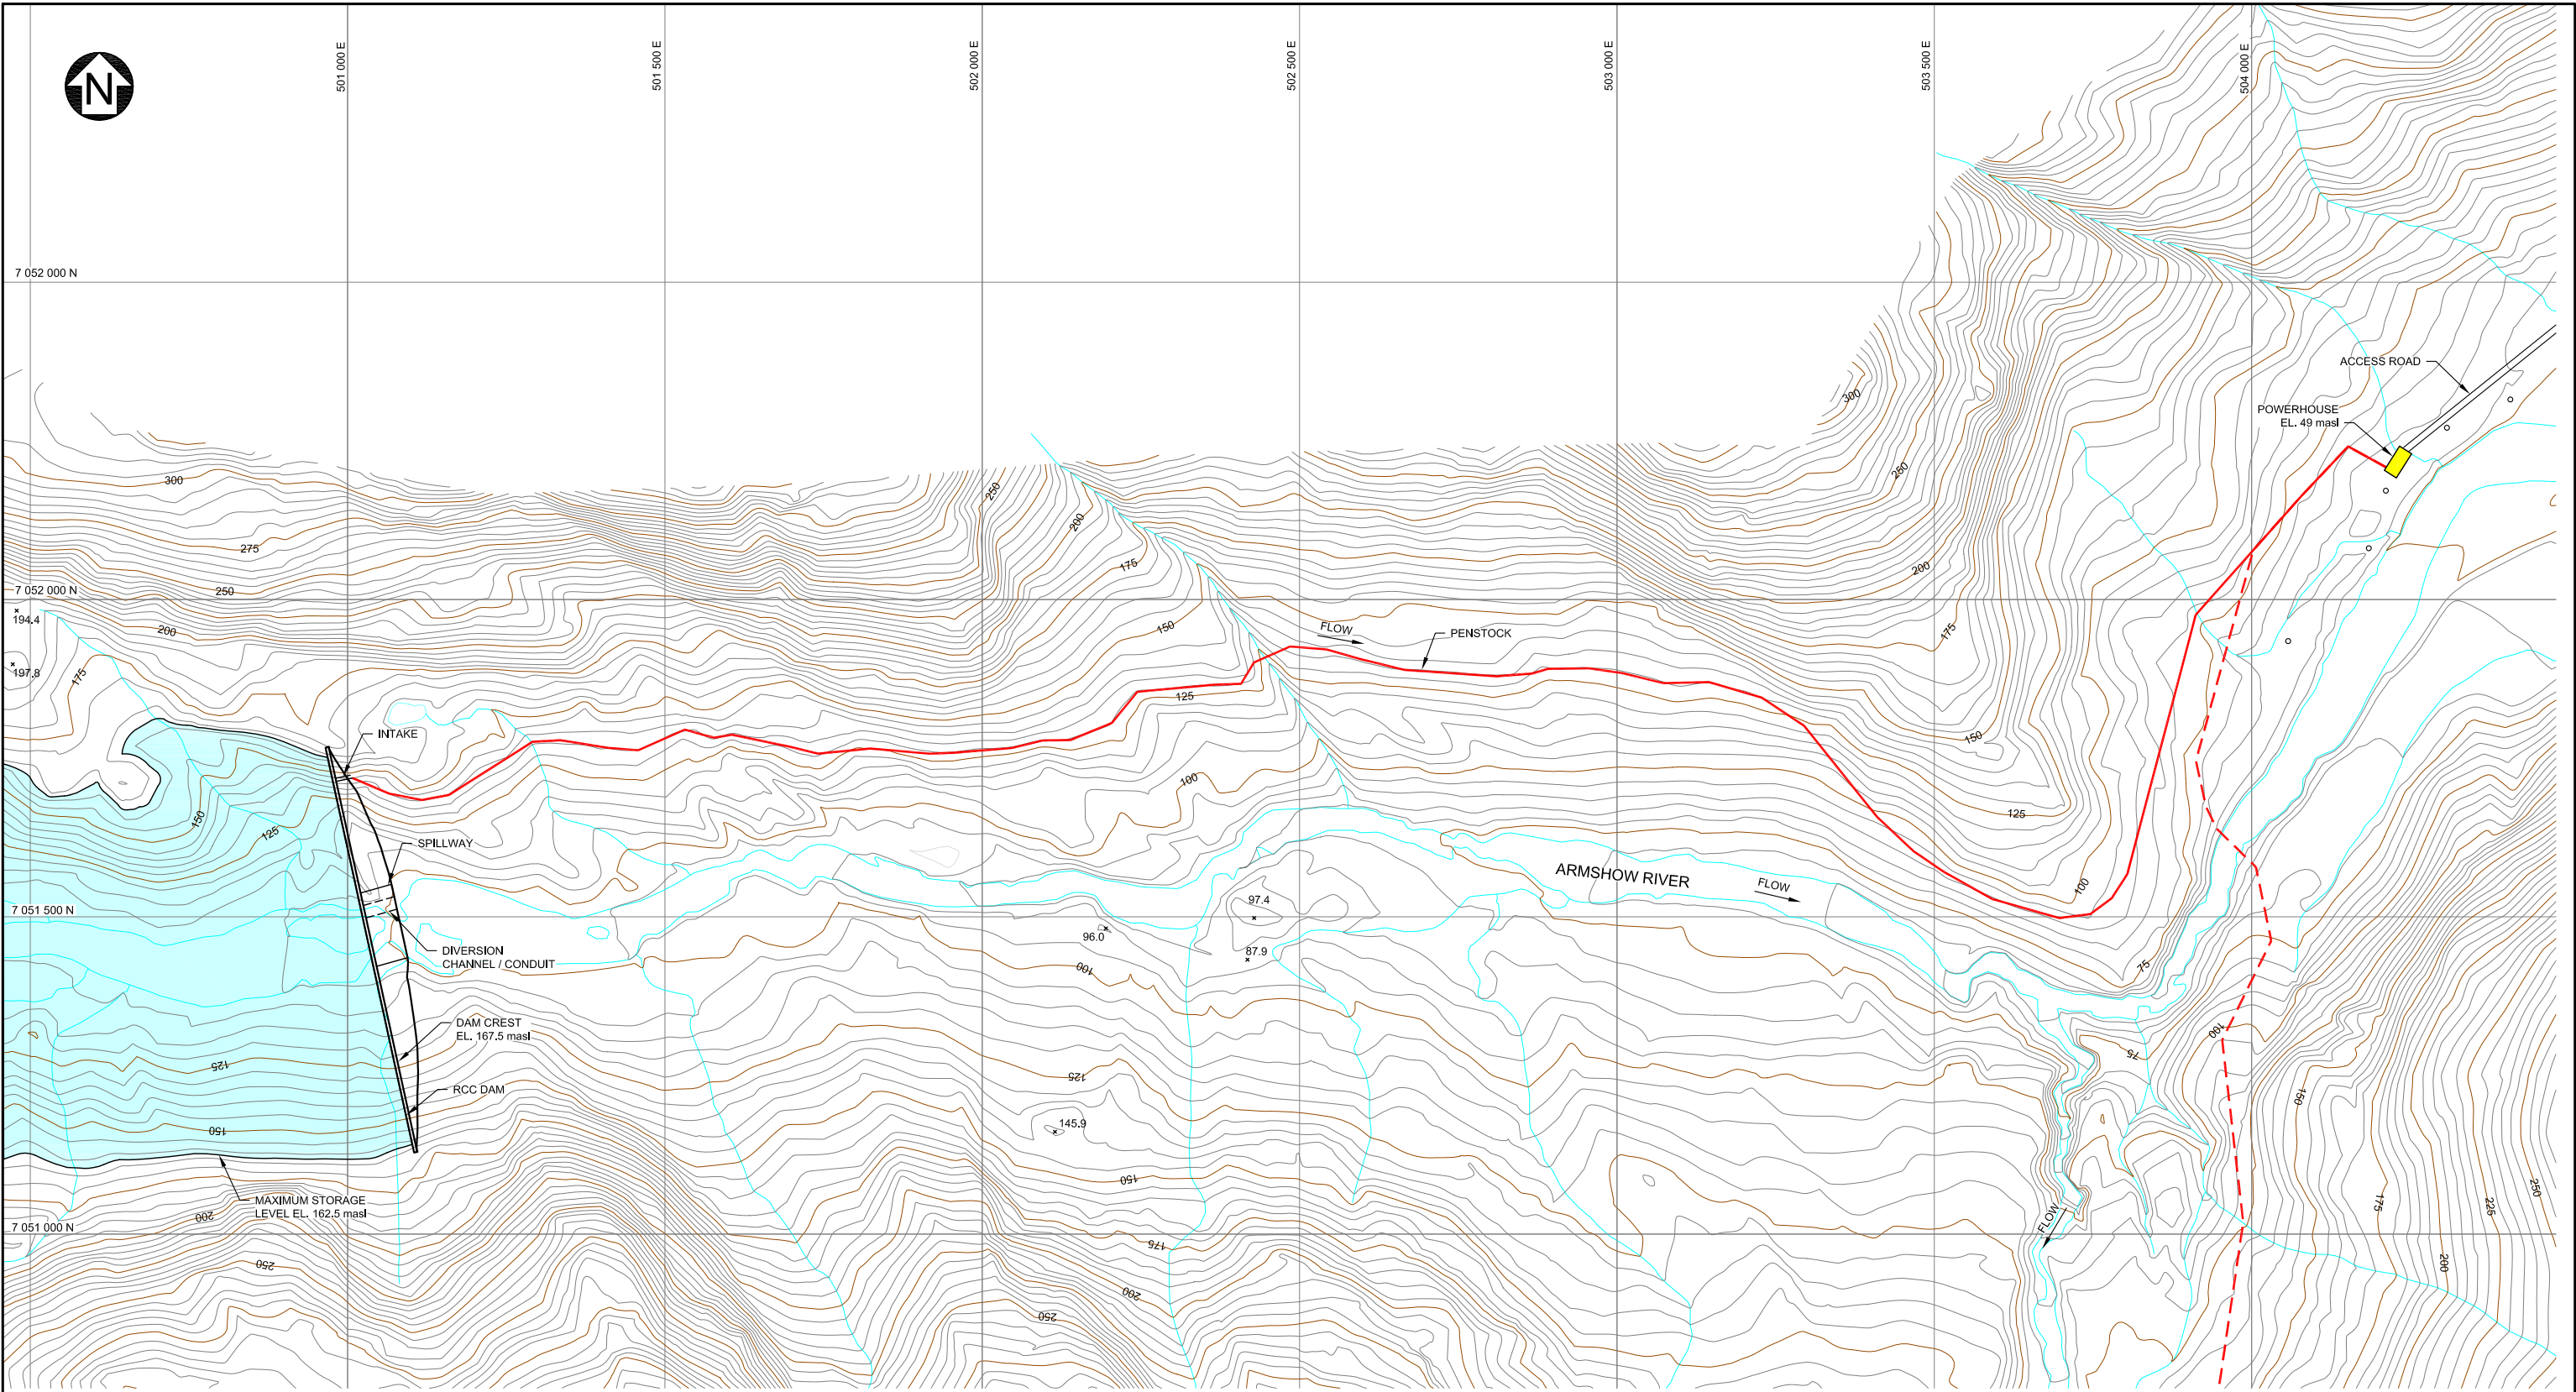 N
501 000 E
501 500 E
502 000 E
502 500 E
503 000 E
503 500 E
504 000 E
7 052 000 N
ACCESS ROAD
POWERHOUSE
EL. 49 masl
300
300
275
250
250
250
200
200
175
200
7 052 000 N
194.4
200
197.8
175
150
FLOW
PENSTOCK
175
125
150
INTAKE
100
150
125
125
SPILLWAY
ARMSHOW RIVER
FLOW
100
97.4
7 051 500 N
96.0
87.9
DIVERSION
CHANNEL / CONDUIT
100
75
DAM CREST
EL. 167.5 masl
100
75
125
125
RCC DAM
150
150
145.9
150
175
225
250
MAXIMUM STORAGE
LEVEL EL. 162.5 masl
200
7 051 000 N
FLOW
175
250
200
200
250